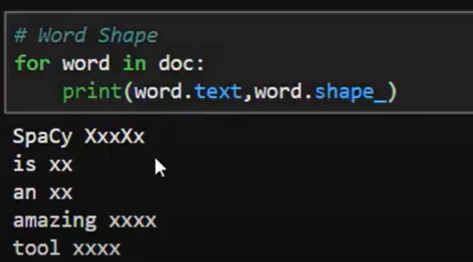 # Word Shape
for word in doc:
    print(word.text,word.shape_)
SpaCy XxxXx
is xx
an xx
amazing xxxx
tool xxxx